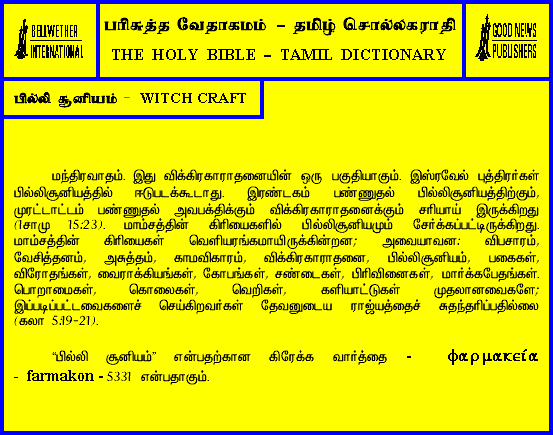 BELLWETHER
INTERNATIONAL
பரிசுத்த வேதாகமம் – தமிழ் சொல்லகராதி
THE HOLY BIBLE – TAMIL DICTIONARY
GOOD NEWS
PUBLISHERS
பில்லி சூனியம் – WITCH CRAFT
மந்திரவாதம். இது விக்கிரகாராதனையின் ஒரு பகுதியாகும். இஸ்ரவேல் புத்திரர்கள்
பில்லிசூனியத்தில் ஈடுபடக்கூடாது. இரண்டகம் பண்ணுதல் பில்லிசூனியத்திற்கும்,
முரட்டாட்டம் பண்ணுதல் அவபக்திக்கும் விக்கிரகாராதனைக்கும் சரியாய் இருக்கிறது
(1சாமு 15:23). மாம்சத்தின் கிரியைகளில் பில்லிசூனியமும் சேர்க்கப்பட்டிருக்கிறது.
மாம்சத்தின் கிரியைகள் வெளியரங்கமாயிருக்கின்றன; அவையாவன: விபசாரம்,
வேசித்தனம், அசுத்தம், காமவிகாரம், விக்கிரகாராதனை, பில்லிசூனியம், பகைகள்,
விரோதங்கள், வைராக்கியங்கள், கோபங்கள், சண்டைகள், பிரிவினைகள், மார்க்கபேதங்கள்.
பொறாமைகள், கொலைகள், வெறிகள், களியாட்டுகள் முதலானவைகளே;
இப்படிப்பட்டவைகளைச் செய்கிறவர்கள் தேவனுடைய ராஜ்யத்தைச் சுதந்தரிப்பதில்லை
(கலா 5:19-21).
“பில்லி சூனியம்” என்பதற்கான கிரேக்க வார்த்தை - φαρμακεία
- farmakon - 5331 என்பதாகும்.